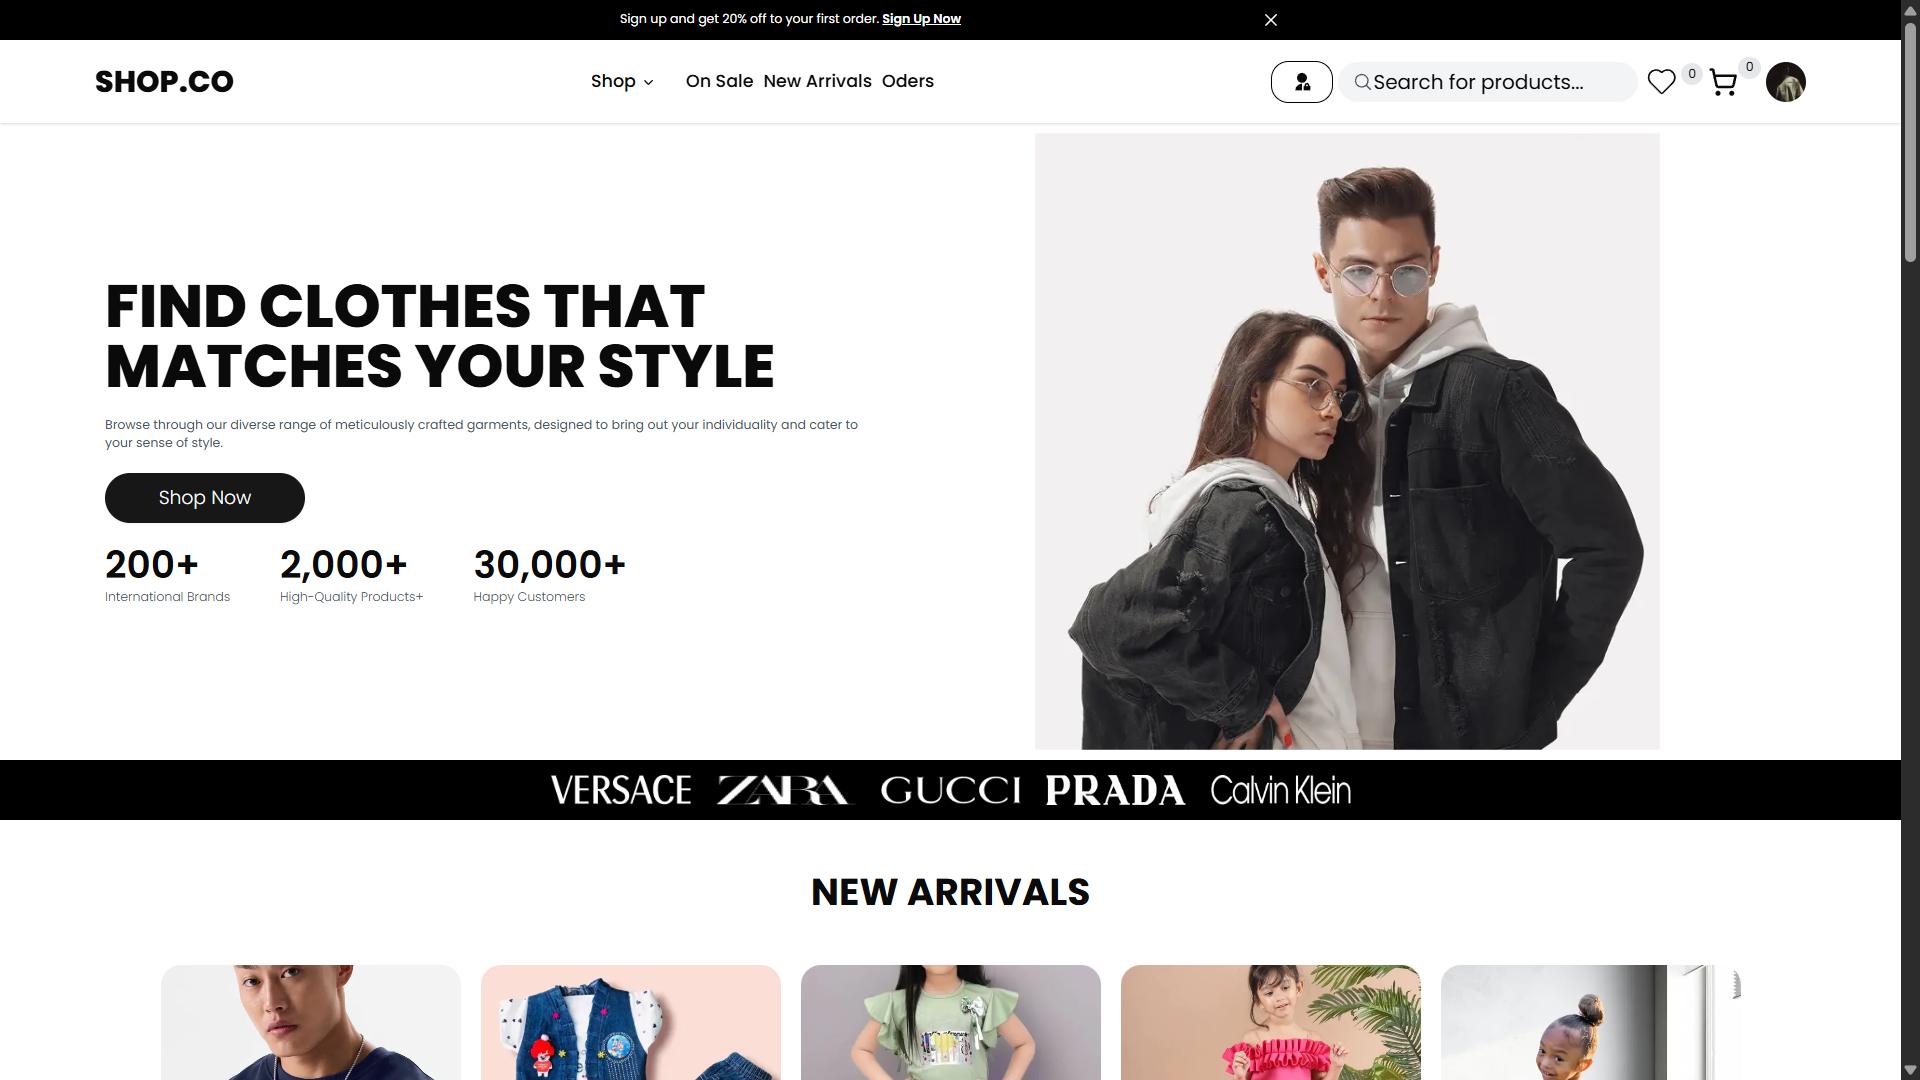 Sign up and get 20% off to your first order. Sign Up Now
SHOP.CO
Shop
On Sale
New Arrivals
Oders
Search for products...
0
0
FIND CLOTHES THAT
MATCHES YOUR STYLE
Browse through our diverse range of meticulously crafted garments, designed to bring out your individuality and cater to
your sense of style.
Shop Now
200+
International Brands
2,000+
High-Quality Products+
30,000+
Happy Customers
VERSACE
ZARA
GUCCI
PRADA
Calvin Klein
NEW ARRIVALS